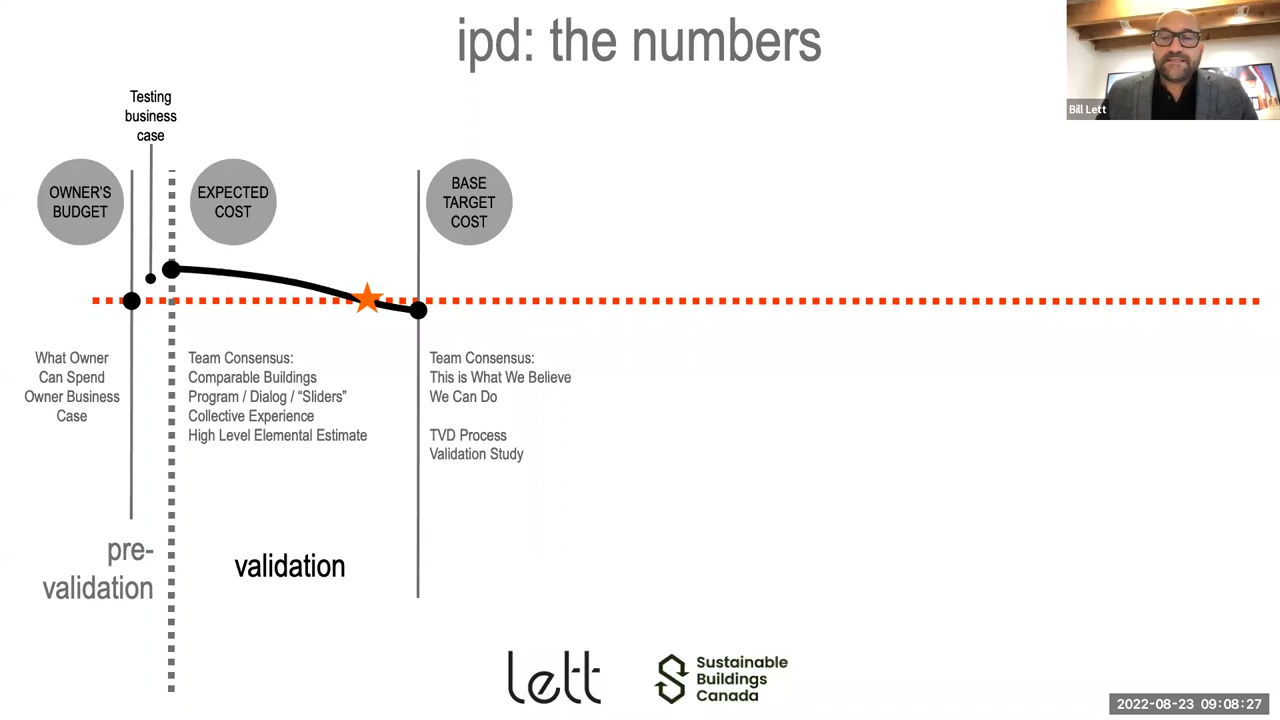 ipd: the numbers
Bill Lett
Testing
business
case
OWNER'S
BUDGET
EXPECTED
COST
BASE
TARGET
COST
What Owner
Can Spend
Owner Business
Case
Team Consensus:
Comparable Buildings
Program / Dialog / “Sliders”
Collective Experience
High Level Elemental Estimate
Team Consensus:
This is What We Believe
We Can Do
TVD Process
Validation Study
pre-
validation
validation
lett
Sustainable
Buildings
Canada
2022-08-23 09:08:27